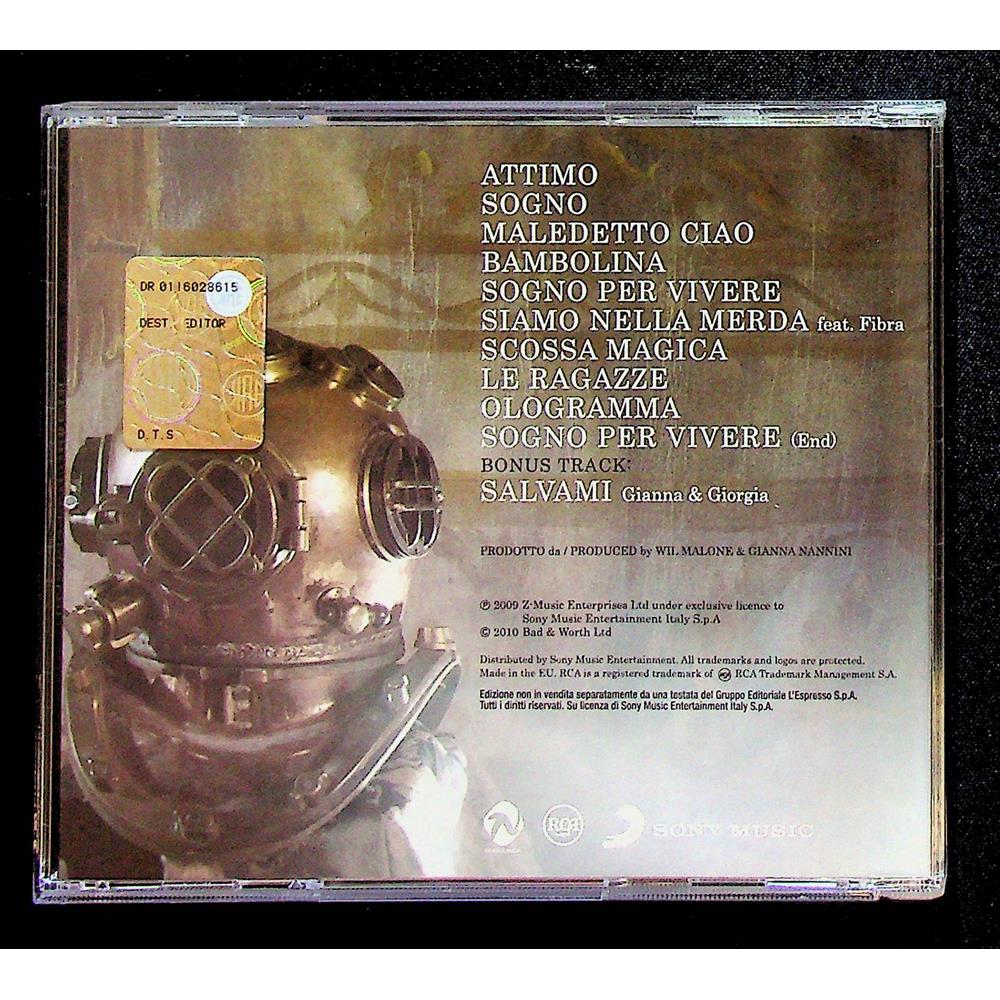 DR 0116028615
DEST. EDITOR
D.T.S
ATTIMO
SOGNO
MALEDETTO CIAO
BAMBOLINA
SOGNO PER VIVERE
SIAMO NELLA MERDA feat. Fibra
SCOSSA MAGICA
LE RAGAZZE
OLOGRAMMA
SOGNO PER VIVERE (End)
BONUS TRACK:
SALVAMI Gianna & Giorgia
PRODOTTO da / PRODUCED by WIL MALONE & GIANNA NANNINI
℗ 2009 Z-Music Enterprises Ltd under exclusive licence to
Sony Music Entertainment Italy S.p.A
© 2010 Bad & Worth Ltd
Distributed by Sony Music Entertainment. All trademarks and logos are protected.
Made in the EU. RCA is a registered trademark of RCA RCA Trademark Management S.A.
Edizione non in vendita separatamente da una testata del Gruppo Editoriale L'Espresso S.p.A.
Tutti i diritti riservati. Su licenza di Sony Music Entertainment Italy S.p.A.
RCA
SONY MUSIC